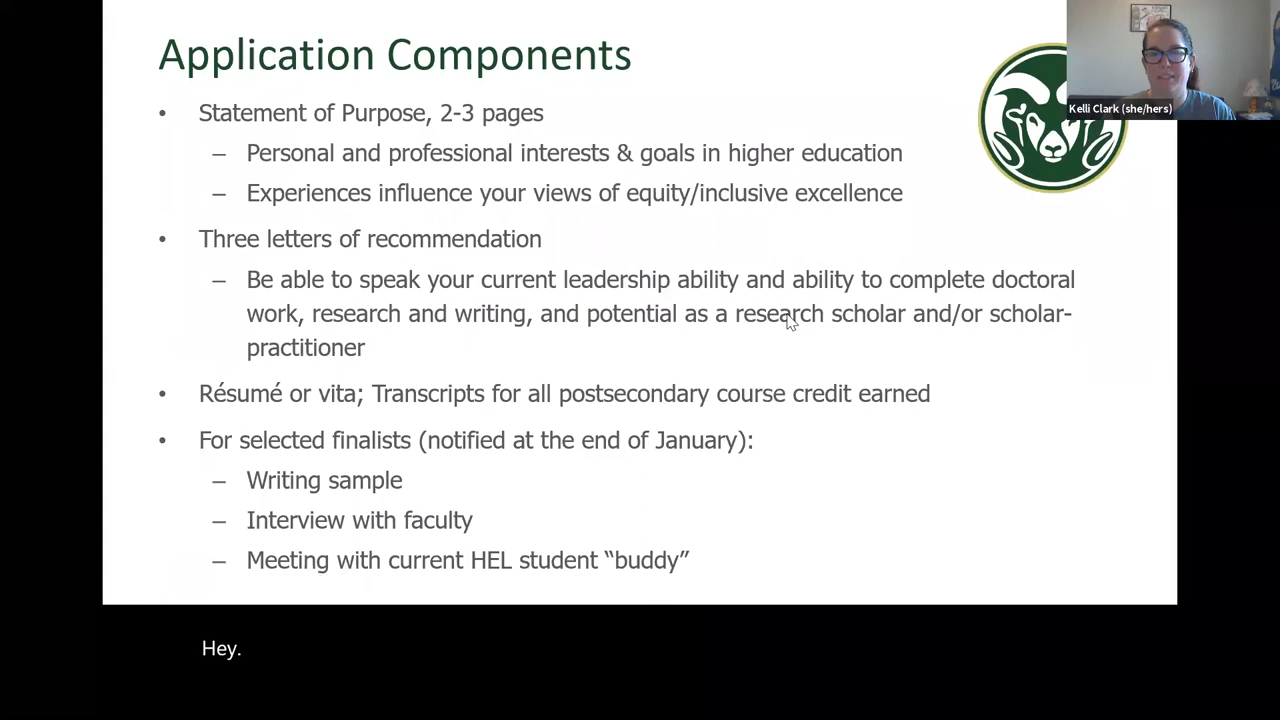 Application Components
Kelli Clark (she/hers)
• Statement of Purpose, 2-3 pages
– Personal and professional interests & goals in higher education
– Experiences influence your views of equity/inclusive excellence
• Three letters of recommendation
– Be able to speak your current leadership ability and ability to complete doctoral
work, research and writing, and potential as a research scholar and/or scholar-
practitioner
• Résumé or vita; Transcripts for all postsecondary course credit earned
• For selected finalists (notified at the end of January):
– Writing sample
– Interview with faculty
– Meeting with current HEL student “buddy”
Hey.